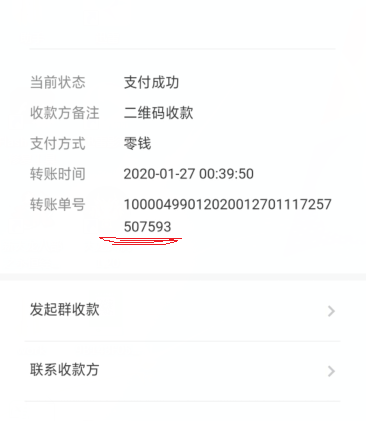 当前状态 支付成功
收款方备注 二维码收款
支付方式 零钱
转账时间 2020-01-27 00:39:50
转账单号 10000499012020012701117257
507593
发起群收款
联系收款方